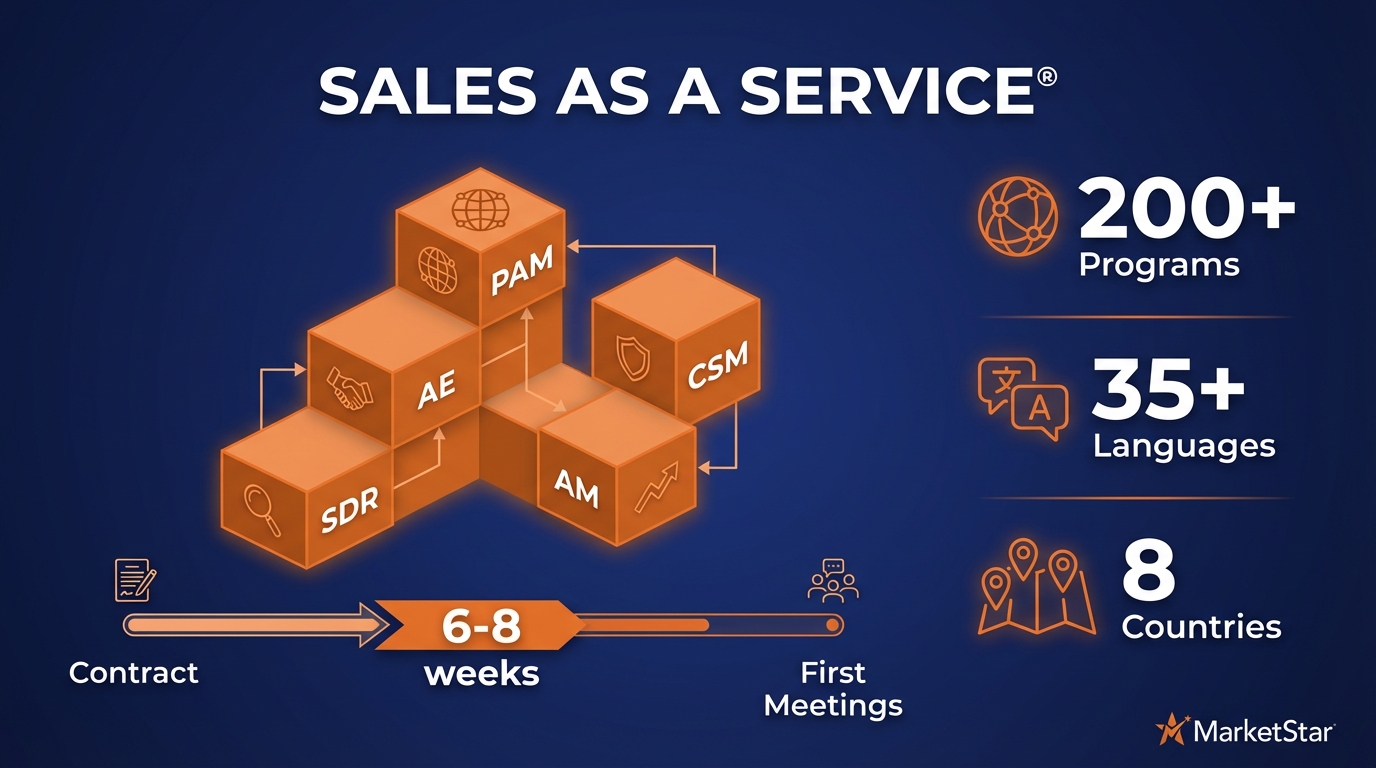 SALES AS A SERVICE®
PAM
AE
CSM
SDR
AM
200+
Programs
文
A
35+
Languages
8
Countries
6-8
weeks
Contract
First
Meetings
MarketStar